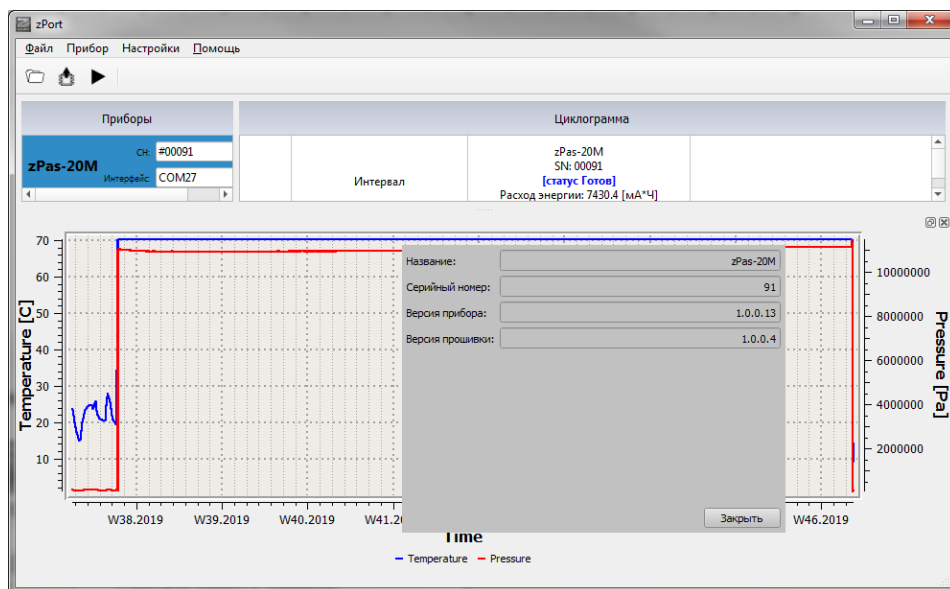 zPort
Файл Прибор Настройки Помощь
Приборы
Циклограмма
zPas-20M
СН: #00091
Интерфейс: COM27
Интервал
zPas-20M
SN: 00091
[статус Готов]
Расход энергии: 7430.4 [мА*Ч]
Temperature [C]
70
60
50
40
30
20
10
Название: zPas-20M
Серийный номер: 91
Версия прибора: 1.0.0.13
Версия прошивки: 1.0.0.4
Закрыть
10000000
8000000
6000000
4000000
2000000
Pressure [Pa]
W38.2019 W39.2019 W40.2019 W41.20 W46.2019
Time
Temperature Pressure